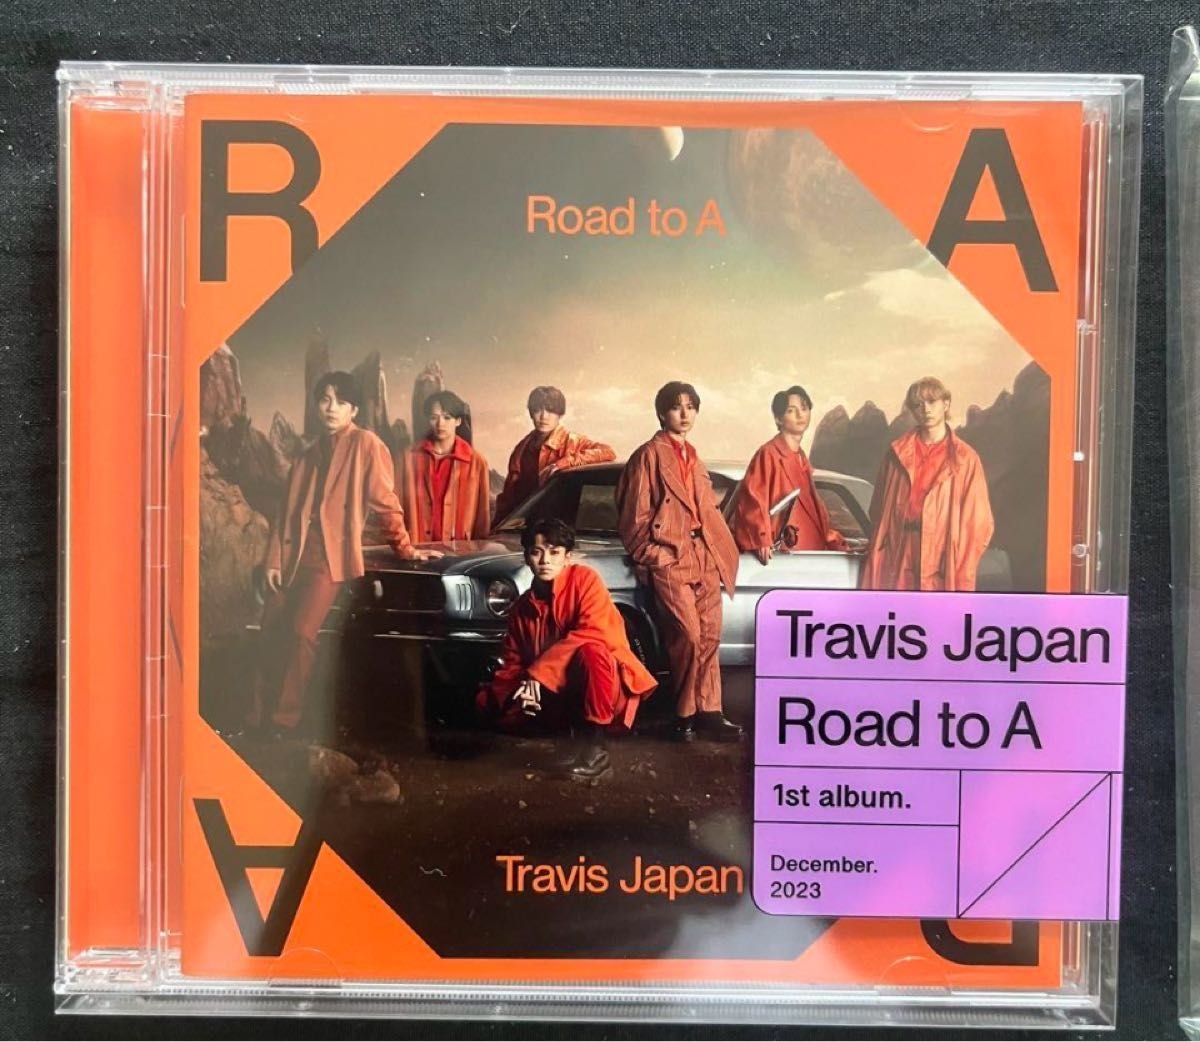 R A
Road to A
Travis Japan
Road to A
1st album.
December.
2023
Travis Japan
A R